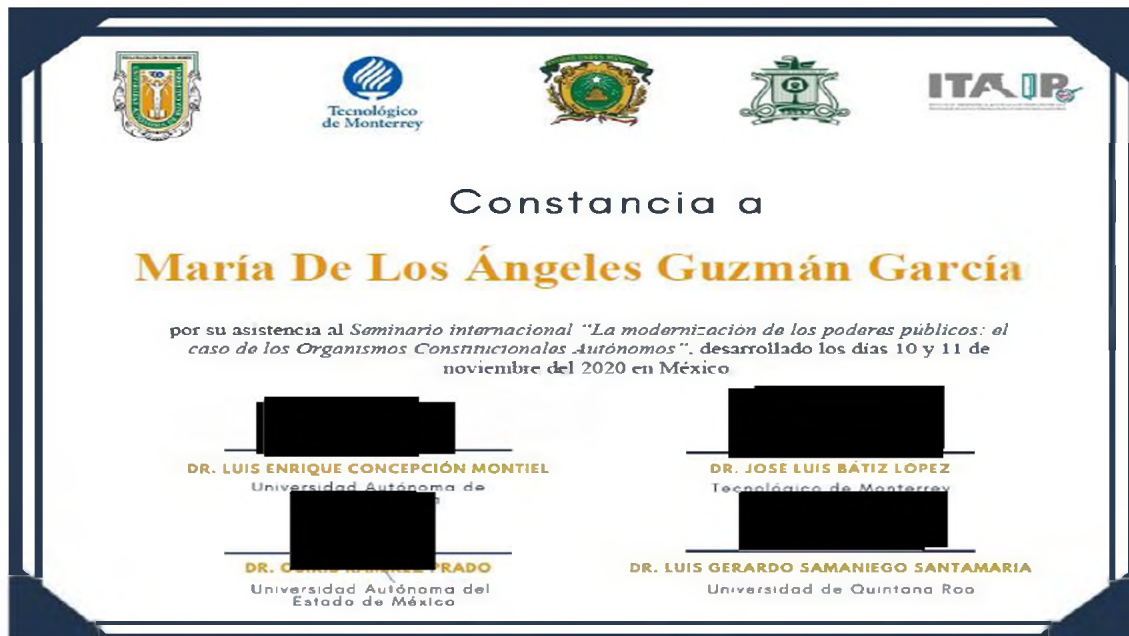 Tecnológico
de Monterrey
ITAIP
Constancia a
María De Los Ángeles Guzmán García
por su asistencia al Seminario internacional "La modernización de los poderes públicos: el
caso de los Organismos Constitucionales Autónomos", desarrollado los días 10 y 11 de
noviembre del 2020 en México
DR. LUIS ENRIQUE CONCEPCIÓN MONTIEL
Universidad Autónoma de
DR. JOSÉ LUIS BÁTIZ LÓPEZ
Tecnológico de Monterrey
DR. PRADO
Universidad Autónoma del
Estado de México
DR. LUIS GERARDO SAMANIEGO SANTAMARIA
Universidad de Quintana Roo